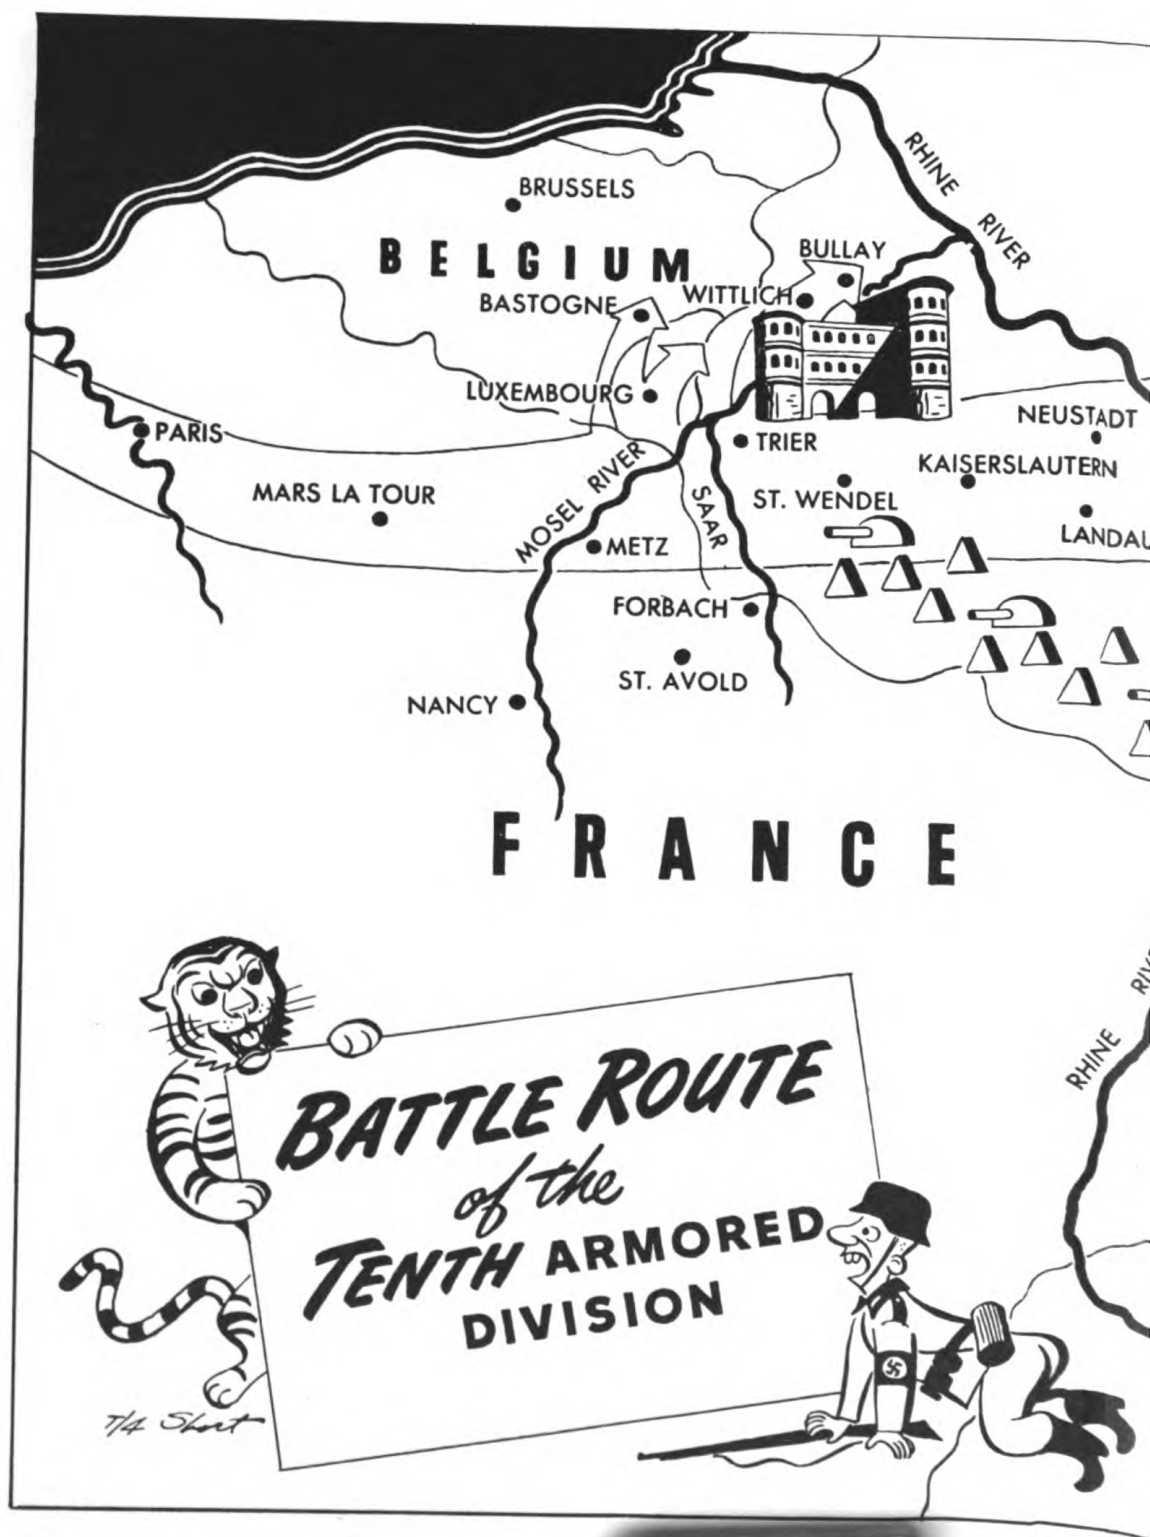 RHINE
RIVER
BRUSSELS
BELGIUM
BULLAY
BASTOGNE
WITTLICH
LUXEMBOURG
NEUSTADT
PARIS
TRIER
KAISERSLAUTERN
MARS LA TOUR
MOSEL RIVER
SAAR
ST. WENDEL
METZ
LANDAU
FORBACH
ST. AVOLD
NANCY
FRANCE
RHINE RIV
BATTLE ROUTE
of the
TENTH ARMORED
DIVISION
T/4 Short